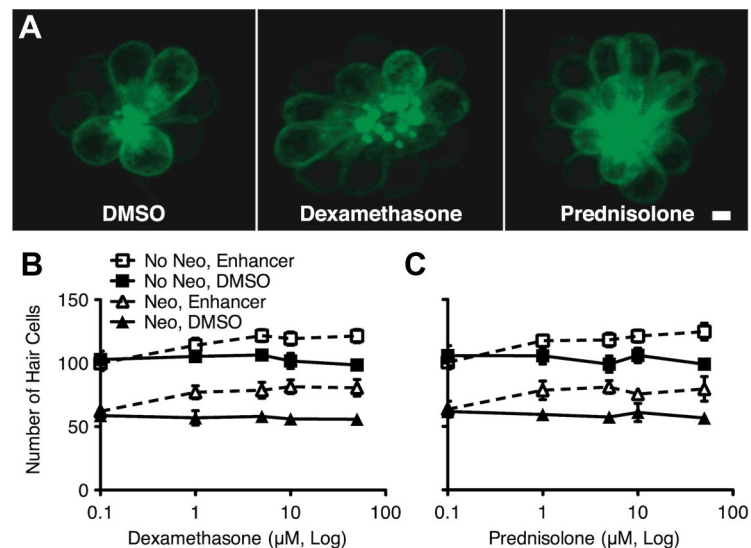 A
DMSO
Dexamethasone
Prednisolone
B
No Neo, Enhancer
No Neo, DMSO
Neo, Enhancer
Neo, DMSO
C
Number of Hair Cells
150
100
50
0
0.1
1
10
100
Dexamethasone (µM, Log)
0.1
1
10
100
Prednisolone (µM, Log)